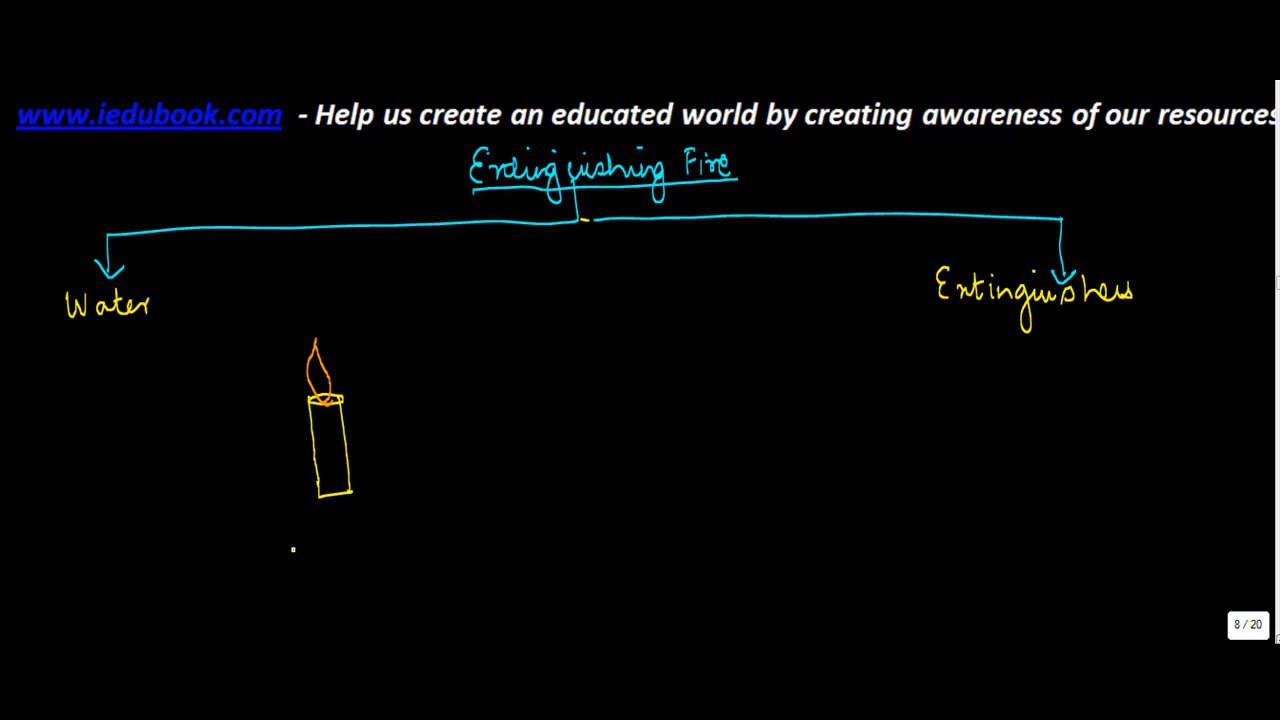 www.iedubook.com - Help us create an educated world by creating awareness of our resources
Extinguishing Fire
Water
Extinguishers
8 / 20